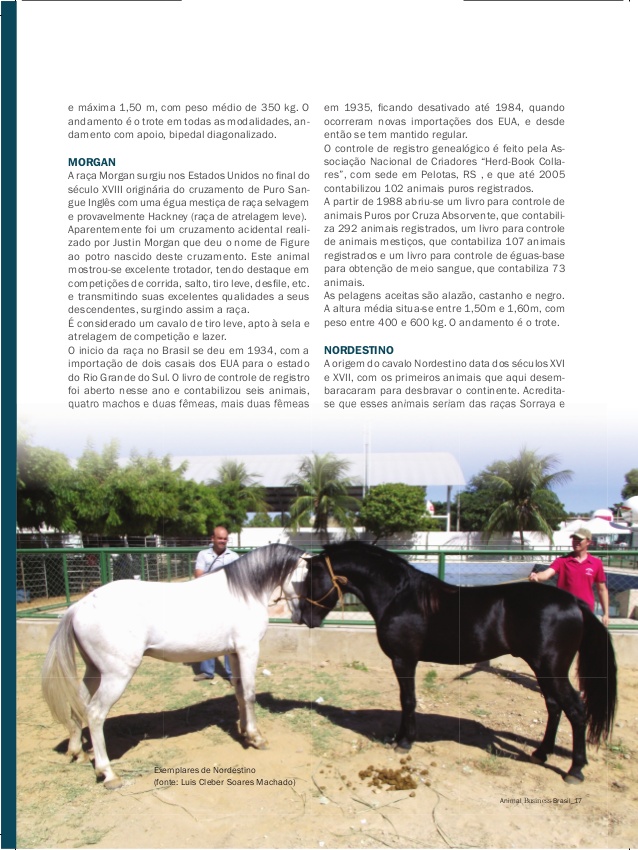 e máxima 1,50 m, com peso médio de 350 kg. O
andamento é o trote em todas as modalidades, an-
damento com apoio, bipedal diagonalizado.
MORGAN
A raça Morgan surgiu nos Estados Unidos no final do
século XVIII originária do cruzamento de Puro San-
gue Inglês com uma égua mestiça de raça selvagem
e provavelmente Hackney (raça de atrelagem leve).
Aparentemente foi um cruzamento acidental reali-
zado por Justin Morgan que deu o nome de Figure
ao potro nascido deste cruzamento. Este animal
mostrou-se excelente trotador, tendo destaque em
competições de corrida, salto, tiro leve, desfile, etc.
e transmitindo suas excelentes qualidades a seus
descendentes, surgindo assim a raça.
É considerado um cavalo de tiro leve, apto à sela e
atrelagem de competição e lazer.
O inicio da raça no Brasil se deu em 1934, com a
importação de dois casais dos EUA para o estado
do Rio Grande do Sul. O livro de controle de registro
foi aberto nesse ano e contabilizou seis animais,
quatro machos e duas fêmeas, mais duas fêmeas
em 1935, ficando desativado até 1984, quando
ocorreram novas importações dos EUA, e desde
então se tem mantido regular.
O controle de registro genealógico é feito pela As-
sociação Nacional de Criadores “Herd-Book Colla-
res”, com sede em Pelotas, RS , e que até 2005
contabilizou 102 animais puros registrados.
A partir de 1988 abriu-se um livro para controle de
animais Puros por Cruza Absorvente, que contabili-
za 292 animais registrados, um livro para controle
de animais mestiços, que contabiliza 107 animais
registrados e um livro para controle de éguas-base
para obtenção de meio sangue, que contabiliza 73
animais.
As pelagens aceitas são alazão, castanho e negro.
A altura média situa-se entre 1,50m e 1,60m, com
peso entre 400 e 600 kg. O andamento é o trote.
NORDESTINO
A origem do cavalo Nordestino data dos séculos XVI
e XVII, com os primeiros animais que aqui desem-
baracaram para desbravar o continente. Acredita-
se que esses animais seriam das raças Sorraya e
Exemplares de Nordestino
(fonte: Luis Cleber Soares Machado)
Animal Business Brasil_17